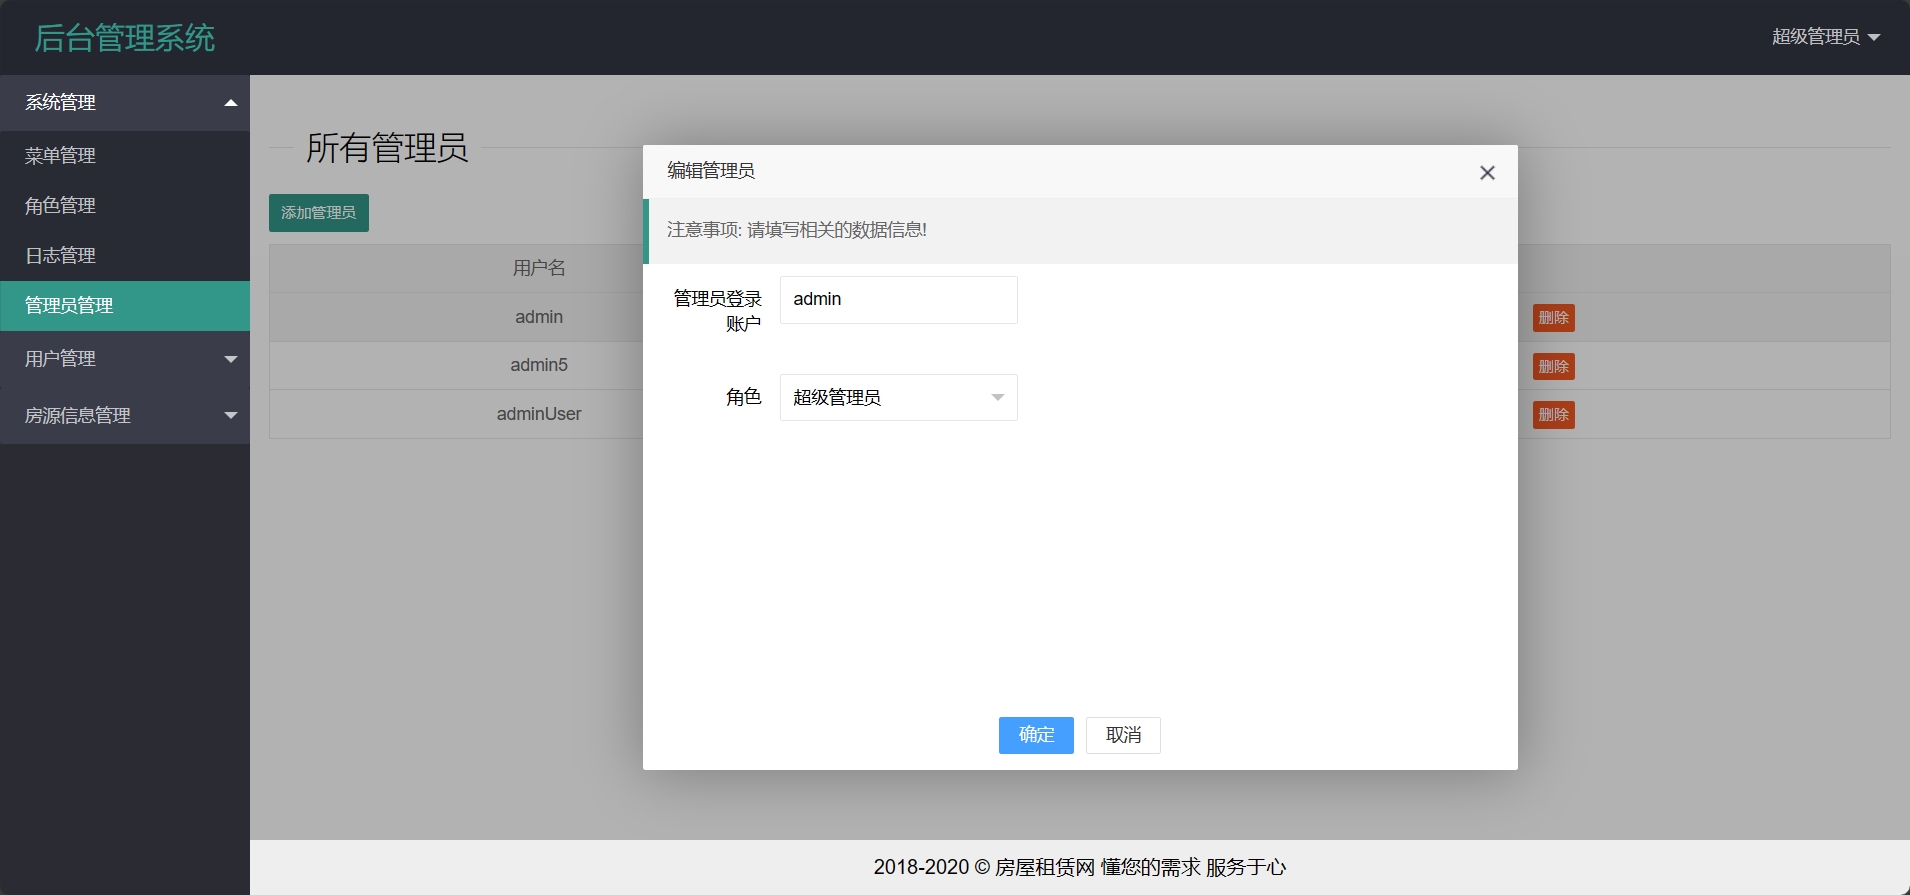 后台管理系统
超级管理员
系统管理
菜单管理
角色管理
日志管理
管理员管理
用户管理
房源信息管理
所有管理员
添加管理员
用户名
admin
删除
admin5
删除
adminUser
删除
编辑管理员
注意事项: 请填写相关的数据信息!
管理员登录
账户
admin
角色
超级管理员
确定
取消
2018-2020 © 房屋租赁网 懂您的需求 服务于心